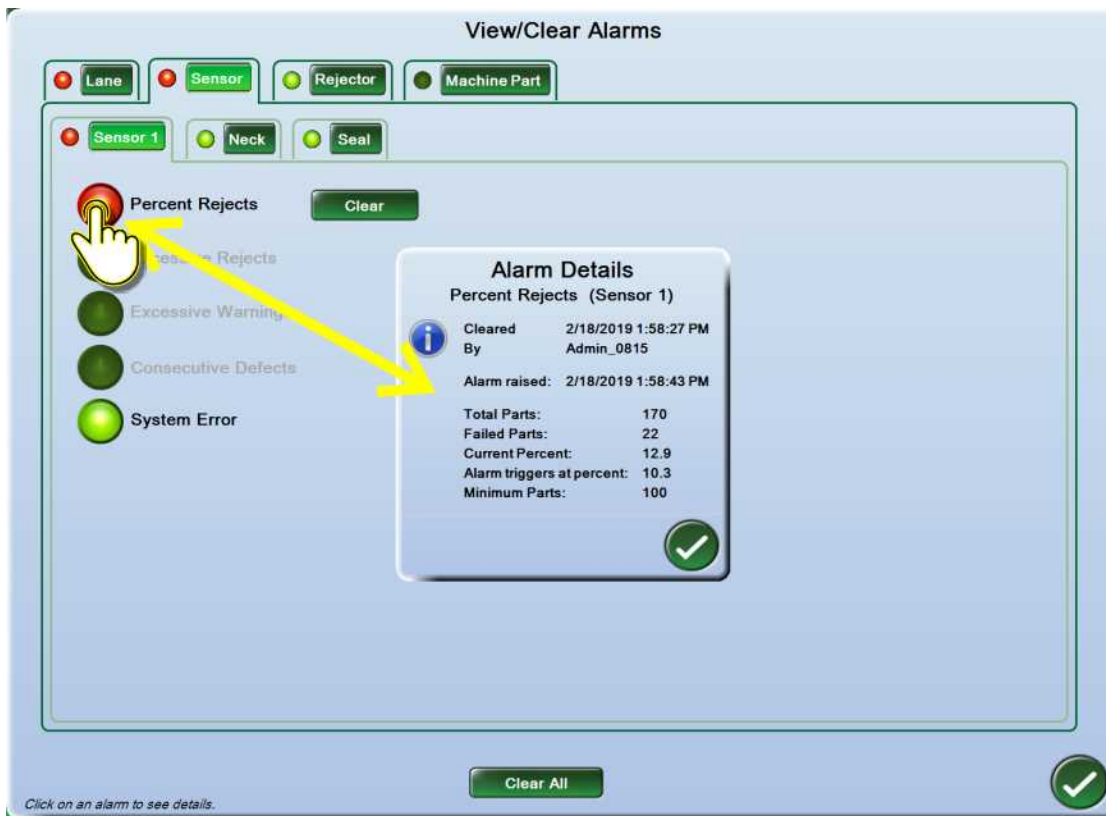 View/Clear Alarms
Lane Sensor Rejector Machine Part
Sensor 1 Neck Seal
Percent Rejects Clear
Rejects
Excessive Warning
Consecutive Defects
System Error
Alarm Details
Percent Rejects (Sensor 1)
Cleared 2/18/2019 1:58:27 PM
By Admin_0815
Alarm raised: 2/18/2019 1:58:43 PM
Total Parts: 170
Failed Parts: 22
Current Percent: 12.9
Alarm triggers at percent: 10.3
Minimum Parts: 100
Clear All
Click on an alarm to see details.